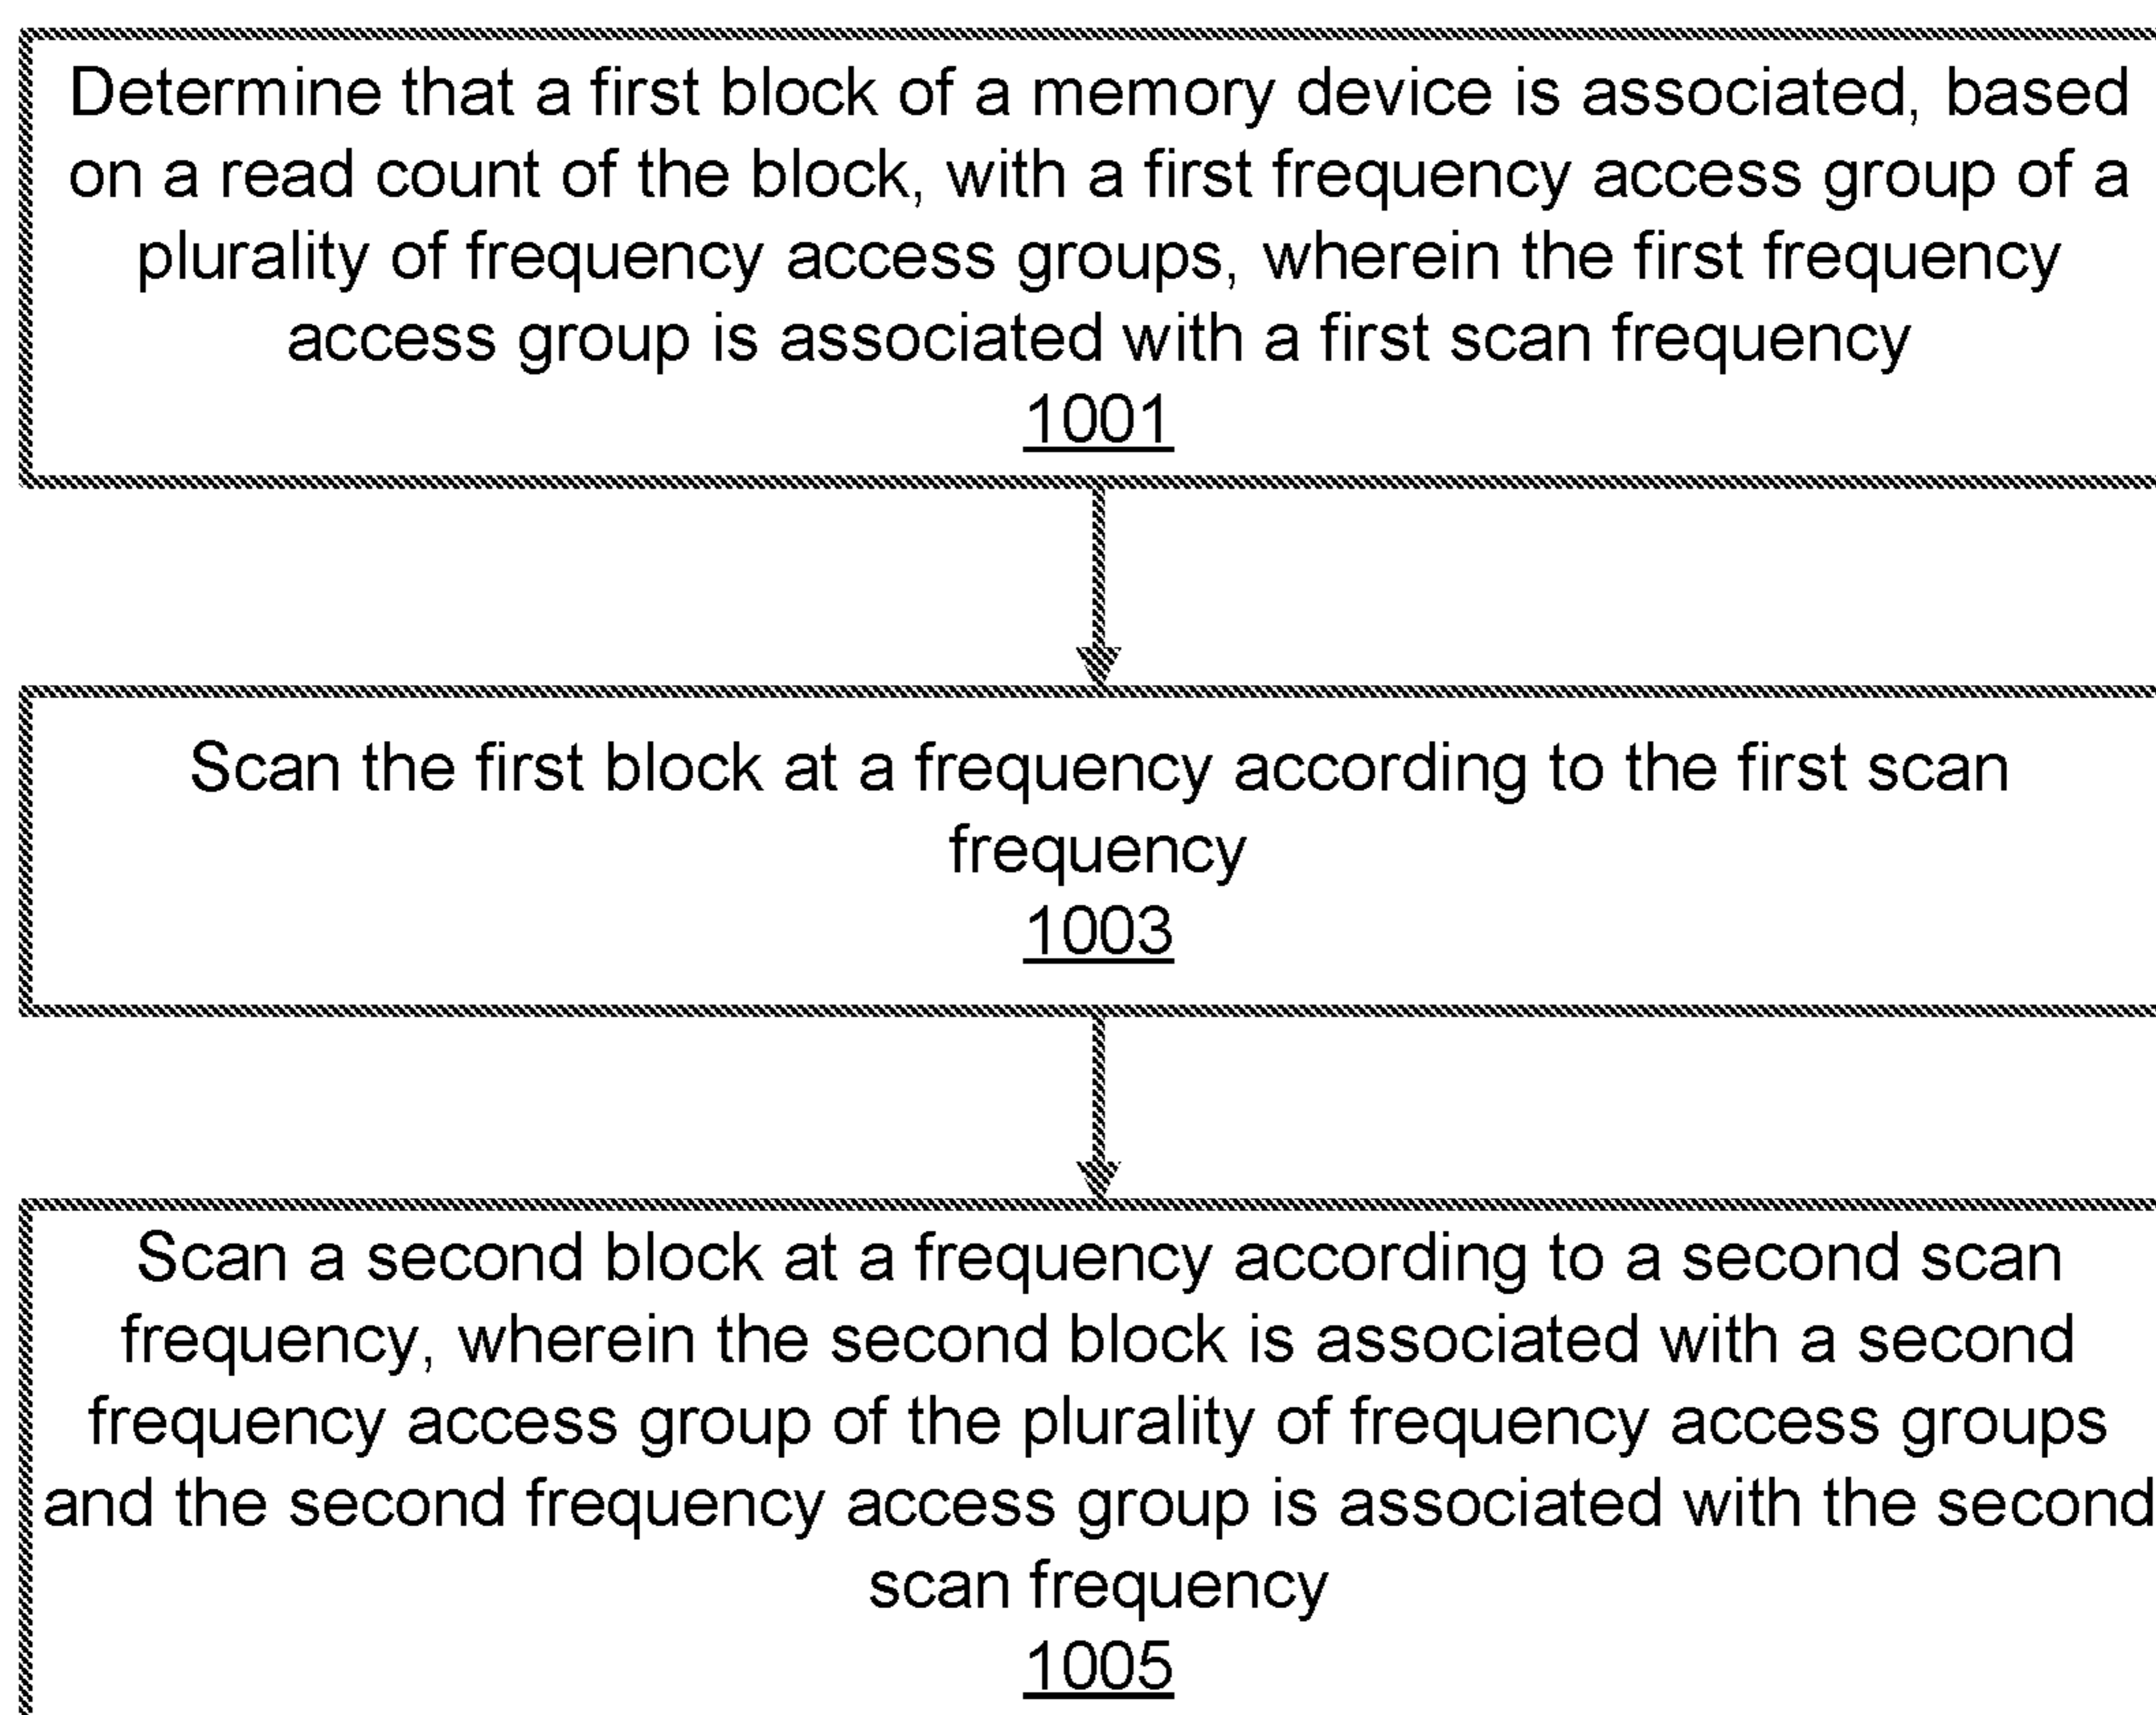 Determine that a first block of a memory device is associated, based
on a read count of the block, with a first frequency access group of a
plurality of frequency access groups, wherein the first frequency
access group is associated with a first scan frequency
1001
Scan the first block at a frequency according to the first scan
frequency
1003
Scan a second block at a frequency according to a second scan
frequency, wherein the second block is associated with a second
frequency access group of the plurality of frequency access groups
and the second frequency access group is associated with the second
scan frequency
1005